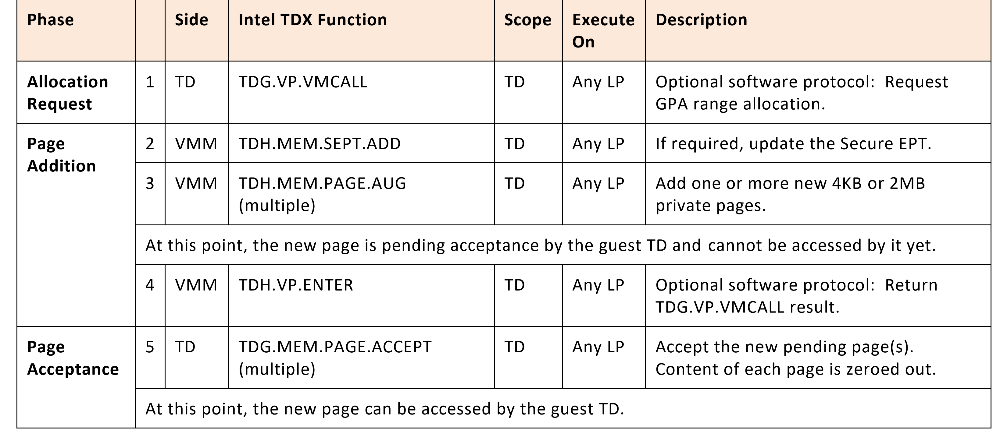 Phase Side Intel TDX Function Scope Execute On Description
Allocation Request 1 TD TDG.VP.VMCALL TD Any LP Optional software protocol: Request GPA range allocation.
Page Addition 2 VMM TDH.MEM.SEPT.ADD TD Any LP If required, update the Secure EPT.
3 VMM TDH.MEM.PAGE.AUG (multiple) TD Any LP Add one or more new 4KB or 2MB private pages.
At this point, the new page is pending acceptance by the guest TD and cannot be accessed by it yet.
4 VMM TDH.VP.ENTER TD Any LP Optional software protocol: Return TDG.VP.VMCALL result.
Page Acceptance 5 TD TDG.MEM.PAGE.ACCEPT (multiple) TD Any LP Accept the new pending page(s). Content of each page is zeroed out.
At this point, the new page can be accessed by the guest TD.